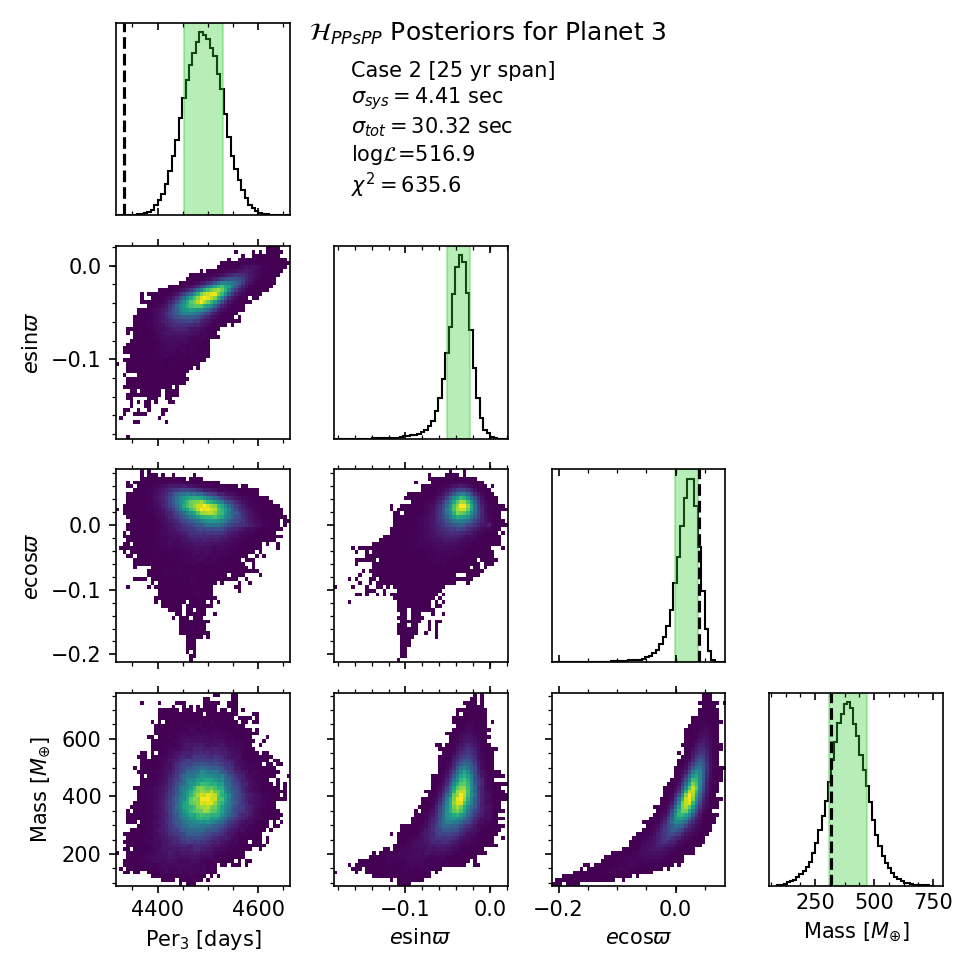 ℋ_PPsPP Posteriors for Planet 3
Case 2 [25 yr span]
σ_sys = 4.41 sec
σ_tot = 30.32 sec
logℒ=516.9
χ² = 635.6
0.0
−0.1
esinϖ
0.0
−0.1
−0.2
ecosϖ
600
400
200
Mass [M⊕]
4400 4600
Per₃ [days]
−0.1 0.0
esinϖ
−0.2 0.0
ecosϖ
250 500 750
Mass [M⊕]